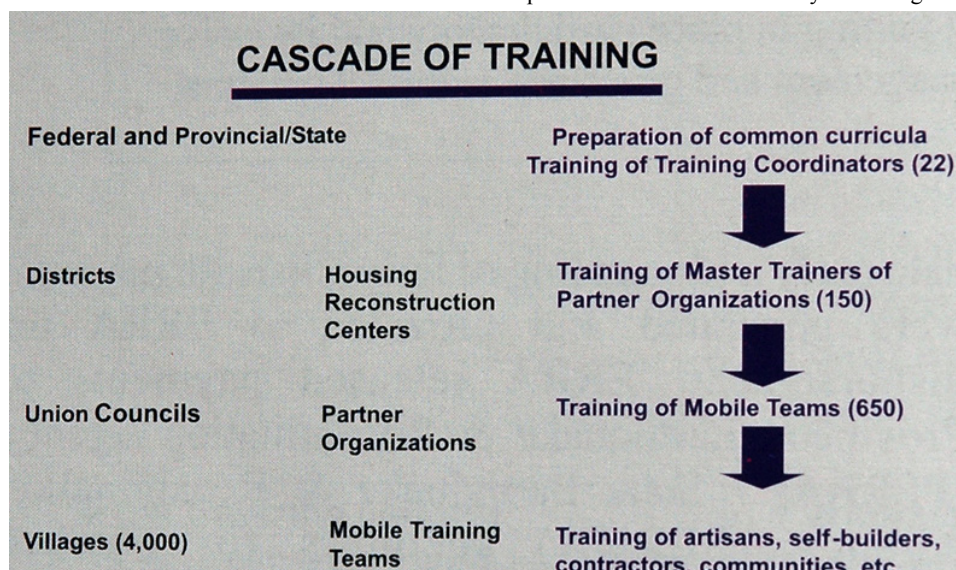 CASCADE OF TRAINING
Federal and Provincial/State
Preparation of common curricula
Training of Training Coordinators (22)
Districts
Housing
Reconstruction
Centers
Training of Master Trainers of
Partner Organizations (150)
Union Councils
Partner
Organizations
Training of Mobile Teams (650)
Villages (4,000)
Mobile Training
Teams
Training of artisans, self-builders,
contractors, communities, etc